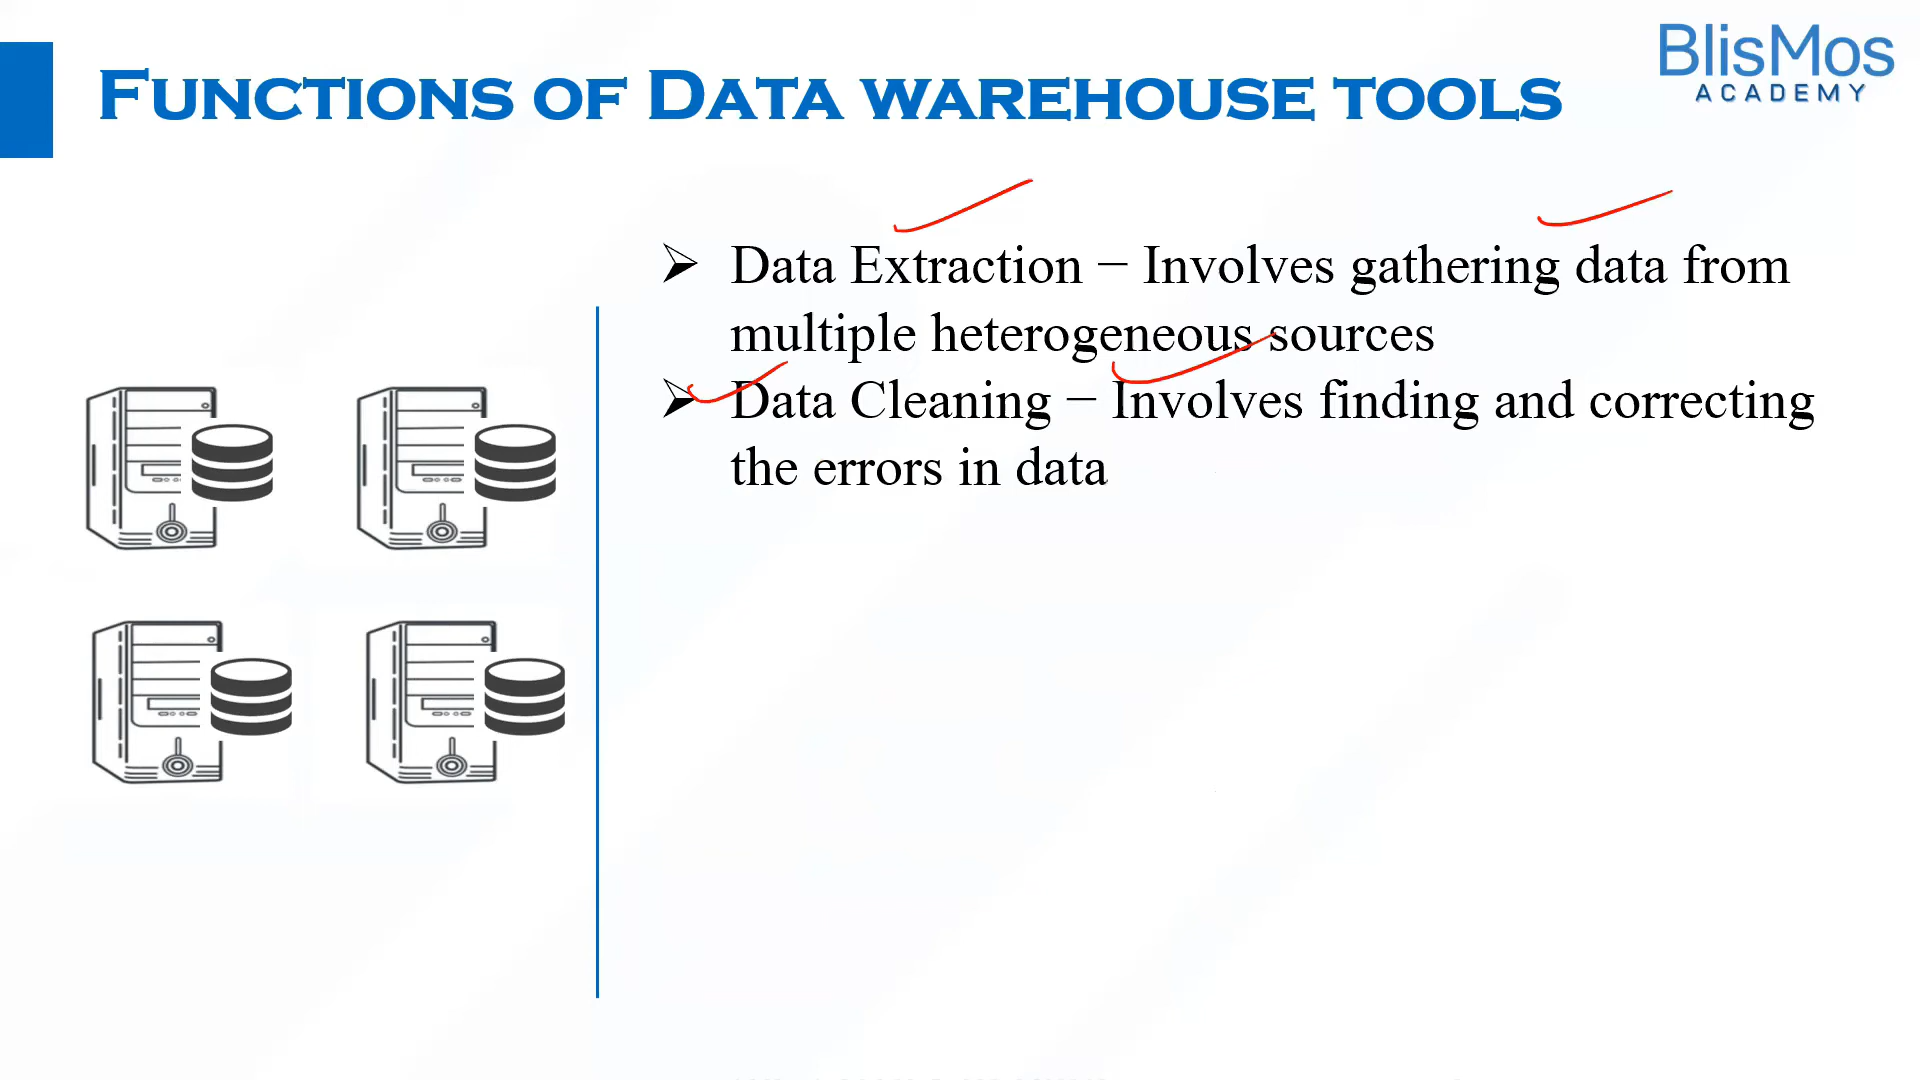 FUNCTIONS OF DATA WAREHOUSE TOOLS
BlisMos
ACADEMY
➢ Data Extraction − Involves gathering data from
multiple heterogeneous sources
➢ Data Cleaning − Involves finding and correcting
the errors in data